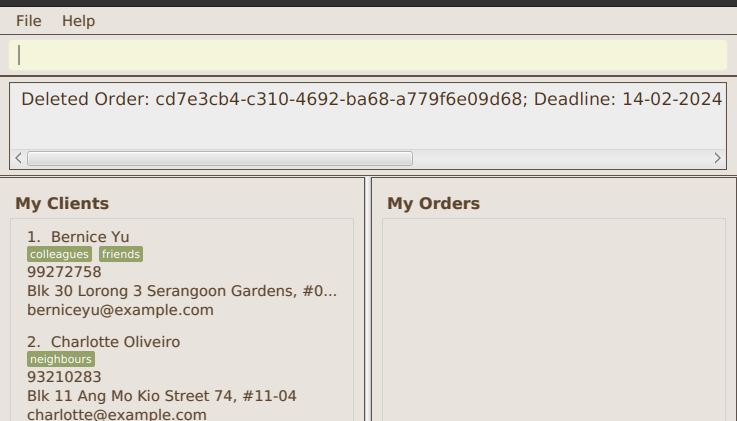 File Help
Deleted Order: cd7e3cb4-c310-4692-ba68-a779f6e09d68; Deadline: 14-02-2024
My Clients
1. Bernice Yu
colleagues friends
99272758
Blk 30 Lorong 3 Serangoon Gardens, #0...
berniceyu@example.com
2. Charlotte Oliveiro
neighbours
93210283
Blk 11 Ang Mo Kio Street 74, #11-04
charlotte@example.com
My Orders